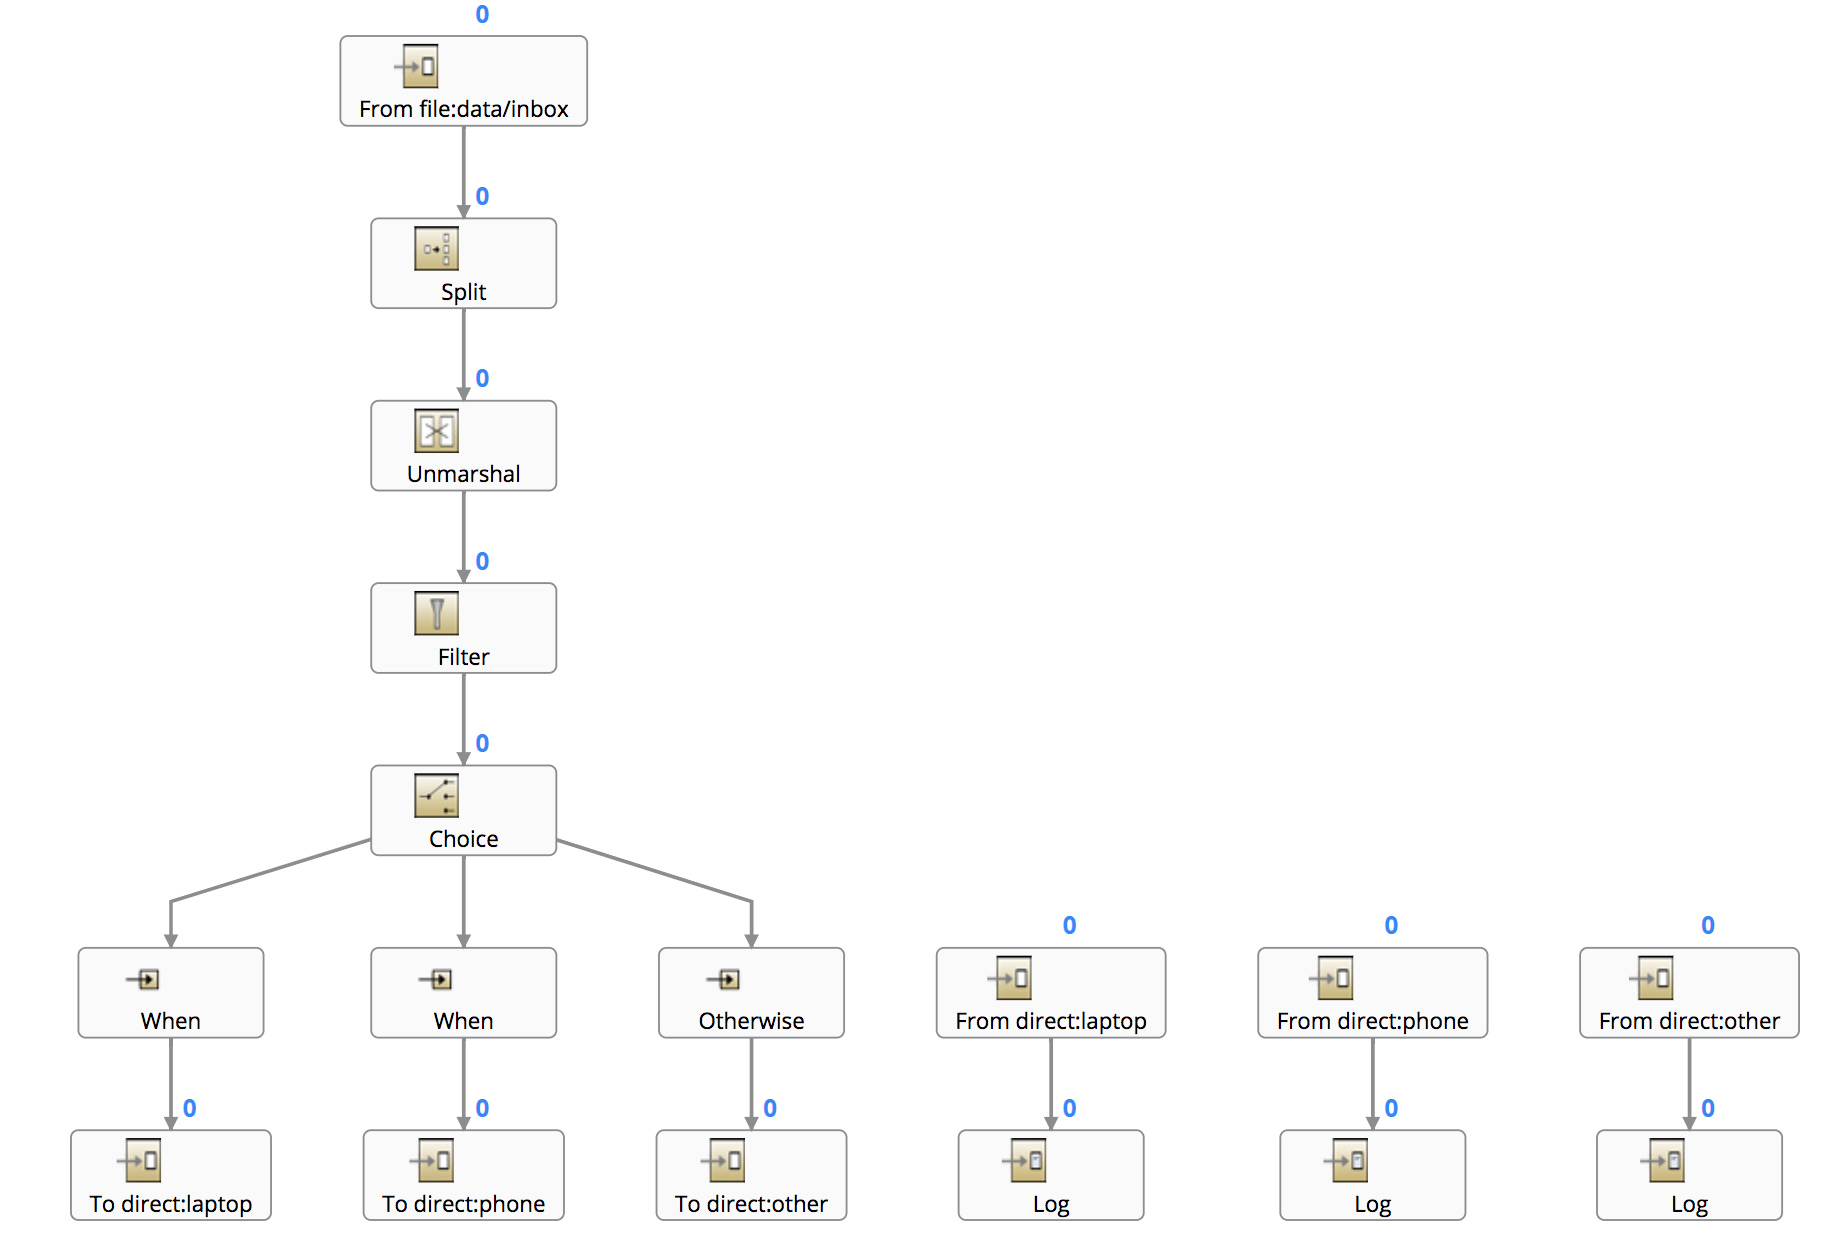 0
From file:data/inbox
0
Split
0
Unmarshal
0
Filter
0
Choice
0 0 0
When When Otherwise From direct:laptop From direct:phone From direct:other
0 0 0 0 0 0
To direct:laptop To direct:phone To direct:other Log Log Log